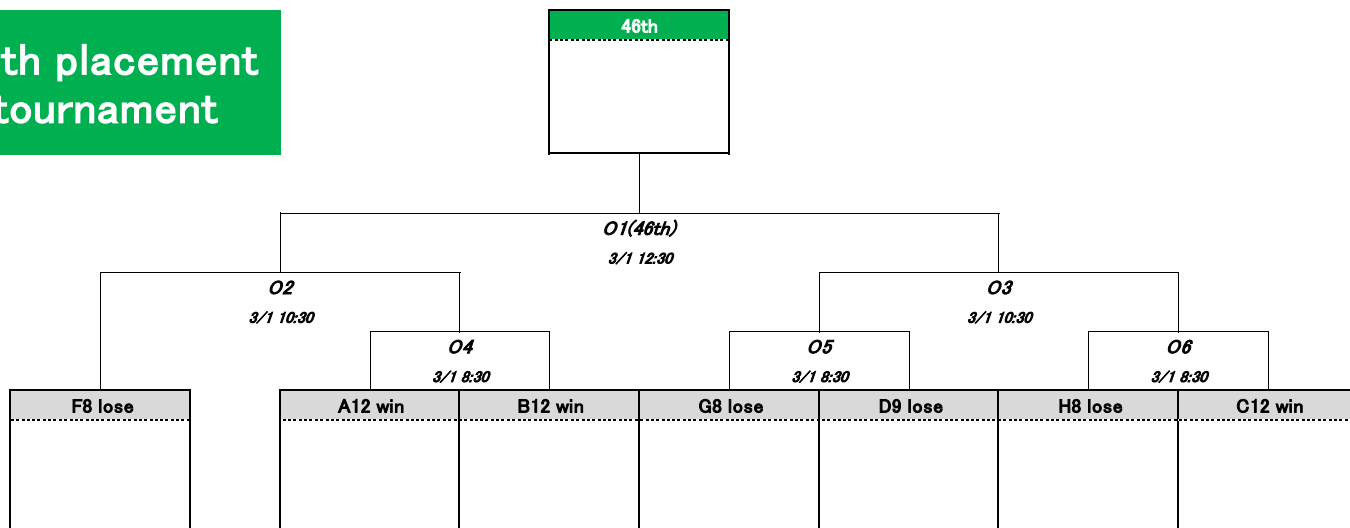 46th
th placement
tournament
O1(46th)
3/1 12:30
O2
3/1 10:30
O3
3/1 10:30
O4
3/1 8:30
O5
3/1 8:30
O6
3/1 8:30
F8 lose
A12 win
B12 win
G8 lose
D9 lose
H8 lose
C12 win